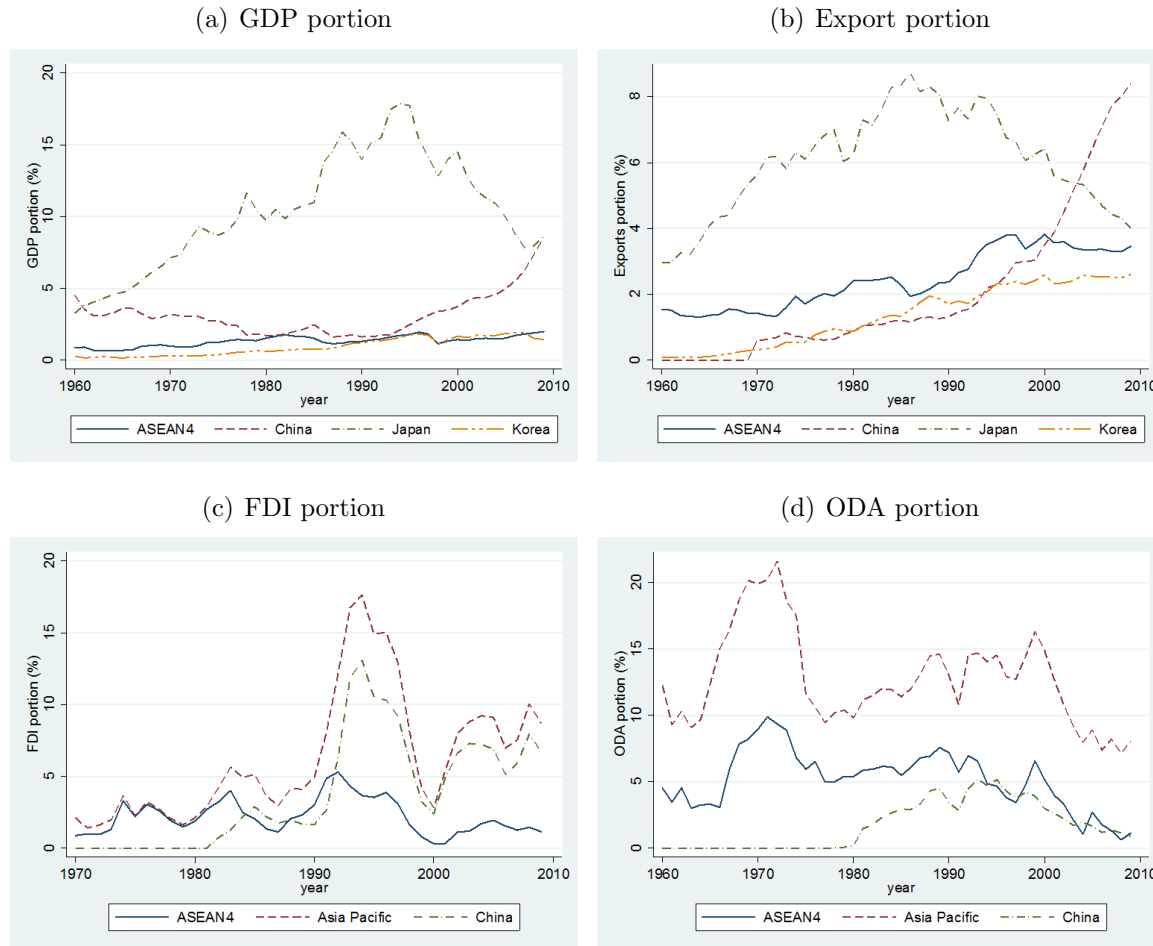 (a) GDP portion
GDP portion (%)
20
15
10
5
0
1960 1970 1980 1990 2000 2010
year
ASEAN4 China Japan Korea
(b) Export portion
Exports portion (%)
8
6
4
2
0
1960 1970 1980 1990 2000 2010
year
ASEAN4 China Japan Korea
(c) FDI portion
FDI portion (%)
20
15
10
5
0
1970 1980 1990 2000 2010
year
ASEAN4 Asia Pacific China
(d) ODA portion
ODA portion (%)
20
15
10
5
0
1960 1970 1980 1990 2000 2010
year
ASEAN4 Asia Pacific China